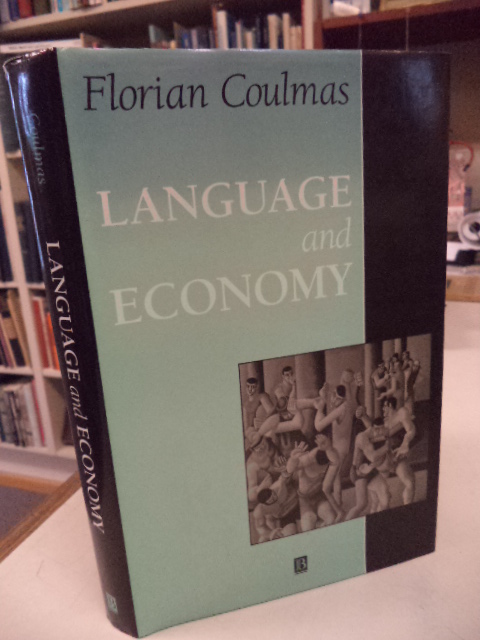 Florian Coulmas
LANGUAGE
and
ECONOMY
B
Coulmas
LANGUAGE and ECONOMY
B